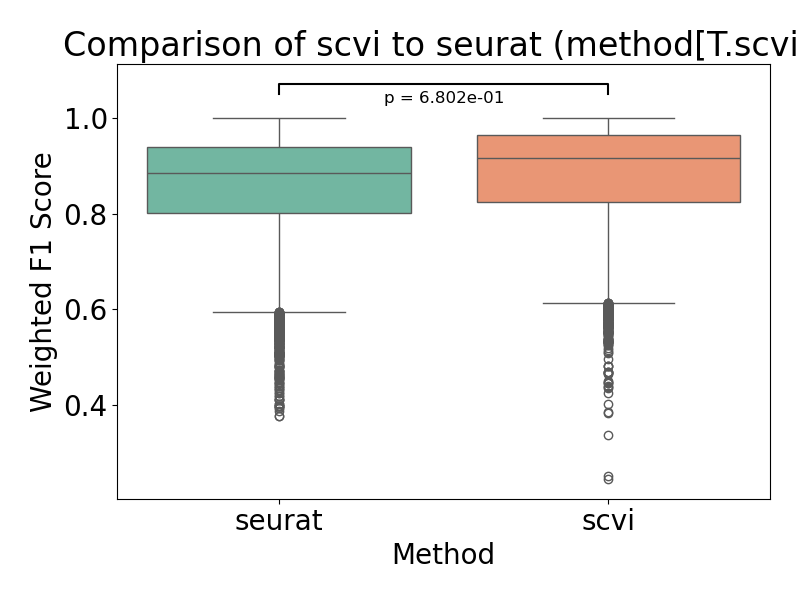 Comparison of scvi to seurat (method[T.scvi
p = 6.802e-01
1.0
0.8
0.6
0.4
Weighted F1 Score
seurat scvi
Method